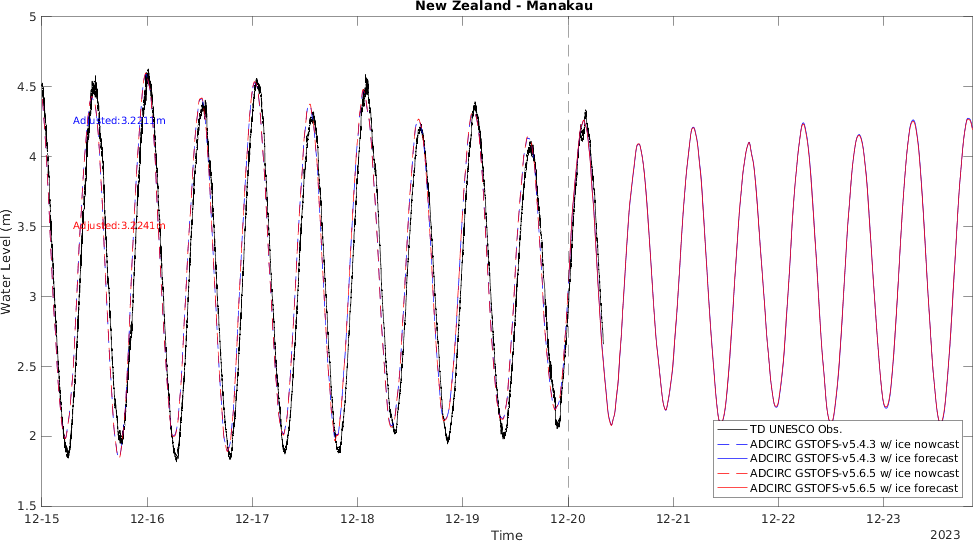 New Zealand - Manakau
5
4.5
Adjusted:3.2213m
4
3.5
Adjusted:3.2241m
Water Level (m)
3
2.5
2
1.5
TD UNESCO Obs.
ADCIRC GSTOFS-v5.4.3 w/ ice nowcast
ADCIRC GSTOFS-v5.4.3 w/ ice forecast
ADCIRC GSTOFS-v5.6.5 w/ ice nowcast
ADCIRC GSTOFS-v5.6.5 w/ ice forecast
12-15 12-16 12-17 12-18 12-19 12-20 12-21 12-22 12-23
Time
2023